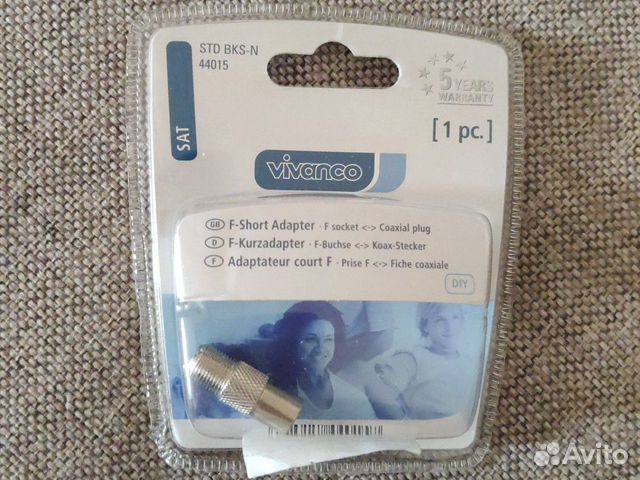 STD BKS-N
44015
SAT
5 YEARS
WARRANTY
[1 pc.]
vivanco
GB F-Short Adapter · F socket <-> Coaxial plug
D F-Kurzadapter · F-Buchse <-> Koax-Stecker
F Adaptateur court F · Prise F <-> Fiche coaxiale
DIY
Avito